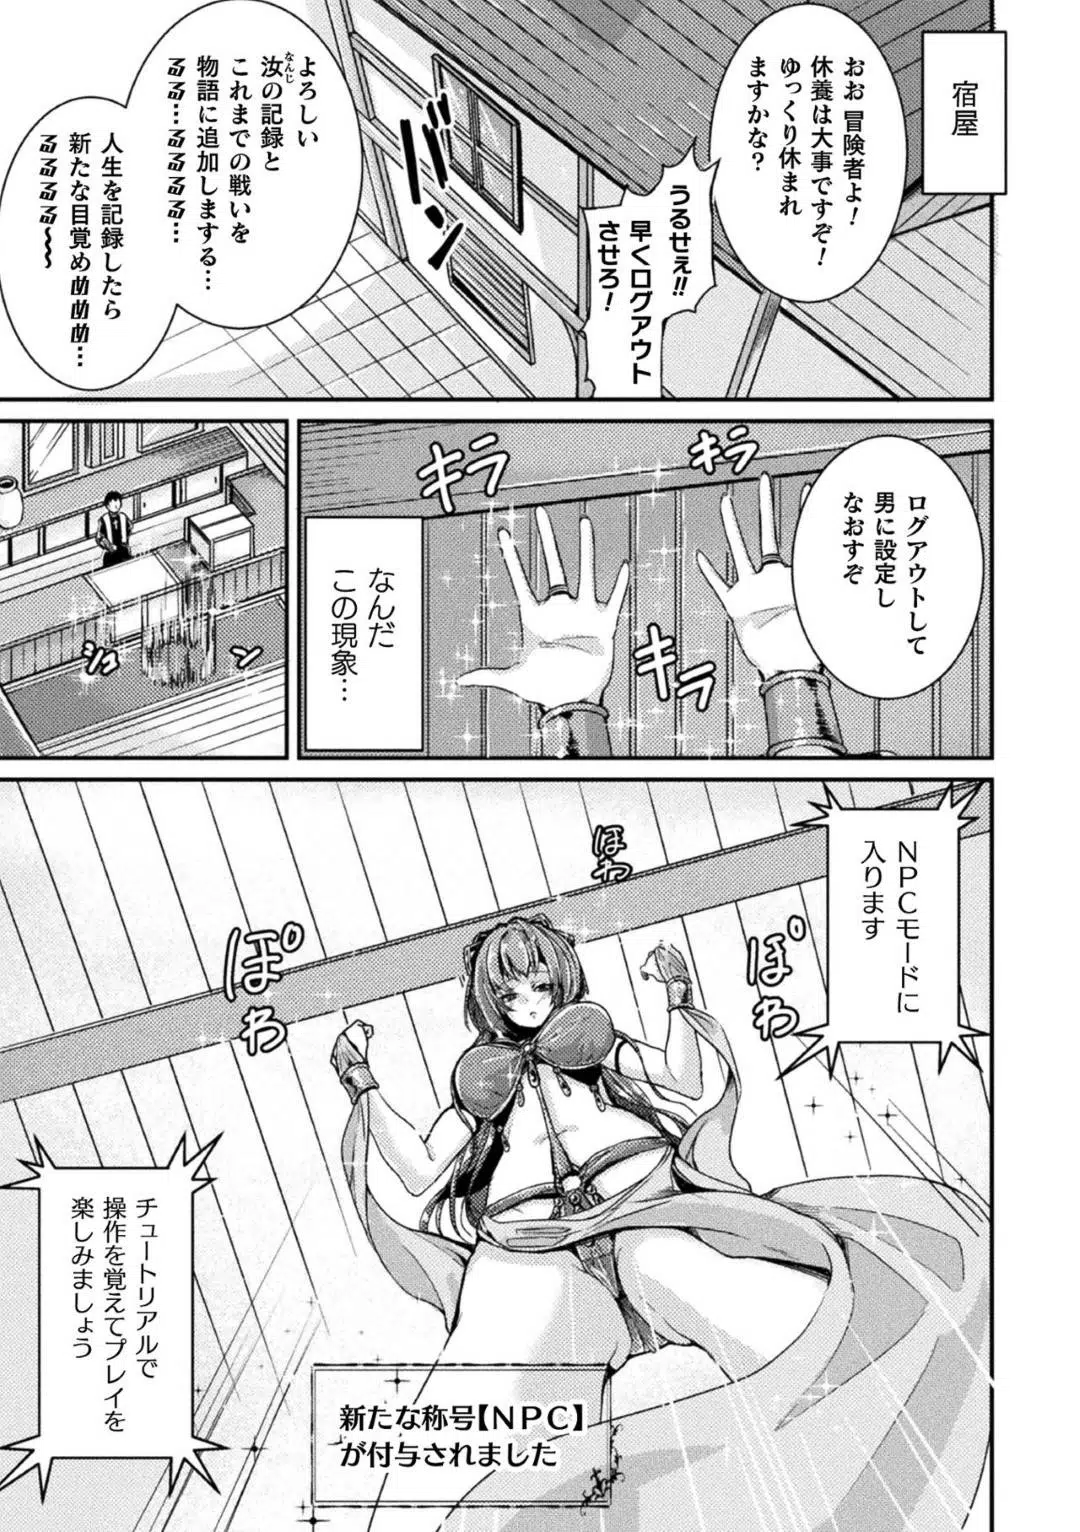 宿屋
おお 冒険者よ！
休養は大事ですぞ！
ゆっくり休まれ
ますかな？
うるせぇ!!
早くログアウト
させろ！
よろしい
汝の記録と
なんじ
これまでの戦いを
物語に追加しまする…
るる…るるるる…
人生を記録したら
新たな目覚めめめめ…
るるるる〜〜
ログアウトして
男に設定し
なおすぞ
キラ
キラ
キラ
なんだ
この現象…
シュ
ン
NPCモードに
入ります
ほわ
ぽわ
ぽわ
チュートリアルで
操作を覚えてプレイを
楽しみましょう
新たな称号【NPC】
が付与されました